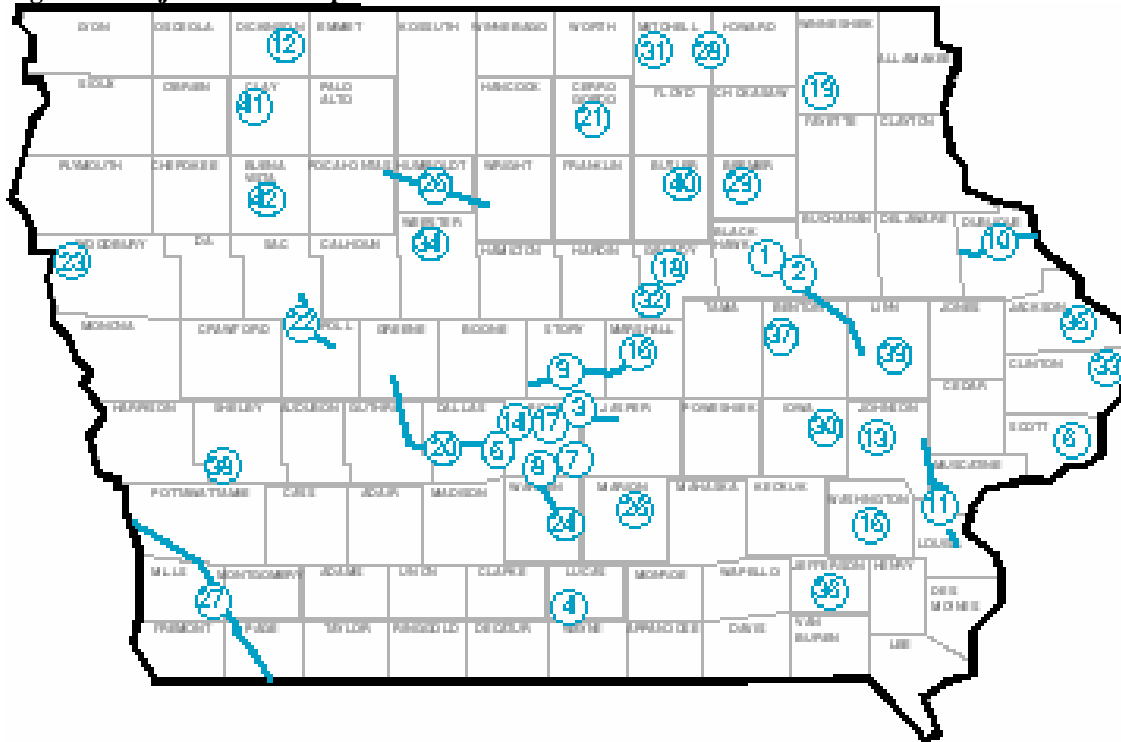 LYON OSCEOLA DICKINSON EMMET KOSSUTH WINNEBAGO WORTH MITCHELL HOWARD WINNESHIEK
12 31 28
ALLAMAKEE
SIOUX OBRIEN CLAY PALO ALTO HANCOCK CERRO GORDO FLOYD CHICKASAW 19
41 21
FAYETTE CLAYTON
PLYMOUTH CHEROKEE BUENA VISTA POCAHONTAS HUMBOLDT WRIGHT FRANKLIN BUTLER BREMER
42 40 29
WEBSTER BUCHANAN DELAWARE DUBUQUE
34 BLACK HAWK 10
WOODBURY DA SAC CALHOUN HAMILTON HARDIN GRUNDY
23 18 1 2
32
MONONA CRAWFORD GREENE BOONE STORY MARSHALL TAMA BENTON LINN JONES JACKSON
22 16 37 39
9 CLINTON 33
CEDAR
HARRISON SHELBY AUDUBON GUTHRIE DALLAS JASPER POWESHIEK IOWA JOHNSON
14 17 3 30 13 SCOTT
20 6 6
8 7 MUSCATINE
POTTAWATTAMIE CASS ADAIR MADISON WARREN MARION MAHASKA KEOKUK WASHINGTON
24 26 15 11
LOUISA
MILLS MONTGOMERY ADAMS UNION CLARKE LUCAS MONROE WAPELLO JEFFERSON HENRY
27 4 DES MOINES
FREMONT PAGE TAYLOR RINGGOLD DECATUR WAYNE APPANOOSE DAVIS VAN BUREN
LEE